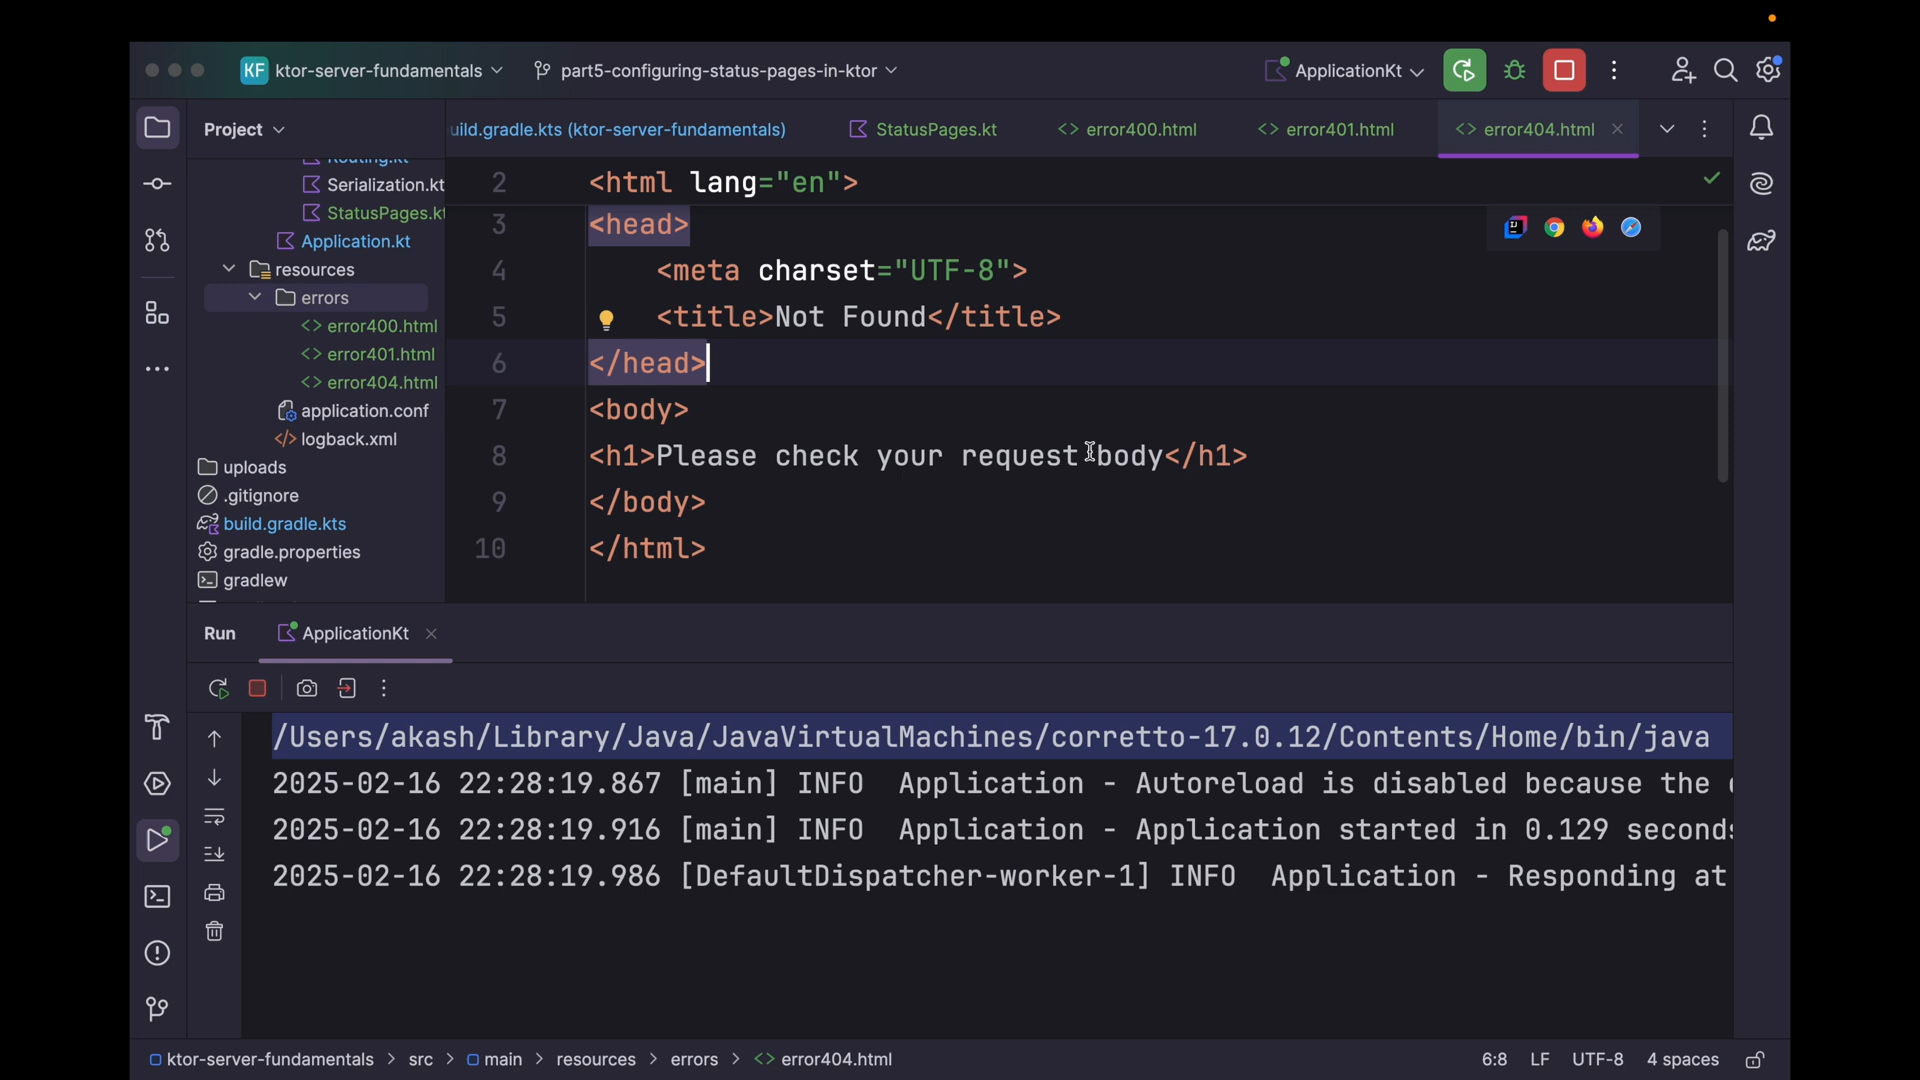 KF ktor-server-fundamentals part5-configuring-status-pages-in-ktor ApplicationKt
Project uild.gradle.kts (ktor-server-fundamentals) StatusPages.kt <> error400.html <> error401.html <> error404.html
Routing.kt
Serialization.kt
StatusPages.k
Application.kt
resources
errors
<> error400.html
<> error401.html
<> error404.html
application.conf
</> logback.xml
uploads
.gitignore
build.gradle.kts
gradle.properties
gradlew
2 <html lang="en">
3 <head>
4 <meta charset="UTF-8">
5 <title>Not Found</title>
6 </head>
7 <body>
8 <h1>Please check your request body</h1>
9 </body>
10 </html>
Run ApplicationKt
/Users/akash/Library/Java/JavaVirtualMachines/corretto-17.0.12/Contents/Home/bin/java
2025-02-16 22:28:19.867 [main] INFO Application - Autoreload is disabled because the
2025-02-16 22:28:19.916 [main] INFO Application - Application started in 0.129 seconds
2025-02-16 22:28:19.986 [DefaultDispatcher-worker-1] INFO Application - Responding at
ktor-server-fundamentals > src > main > resources > errors > <> error404.html 6:8 LF UTF-8 4 spaces